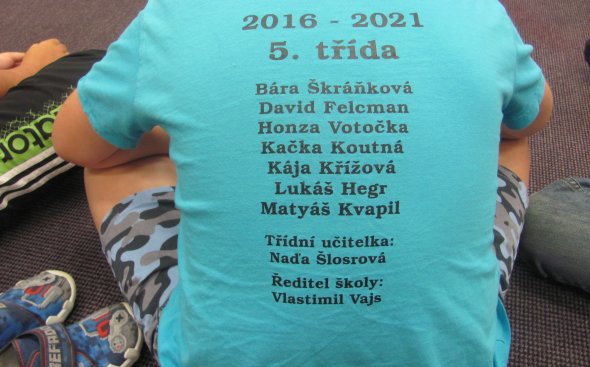 2016 - 2021
5. třída
Bára Škráňková
David Felcman
Honza Votočka
Kačka Koutná
Kája Křížová
Lukáš Hegr
Matyáš Kvapil
Třídní učitelka:
Naďa Šlosrová
Ředitel školy:
Vlastimil Vajs